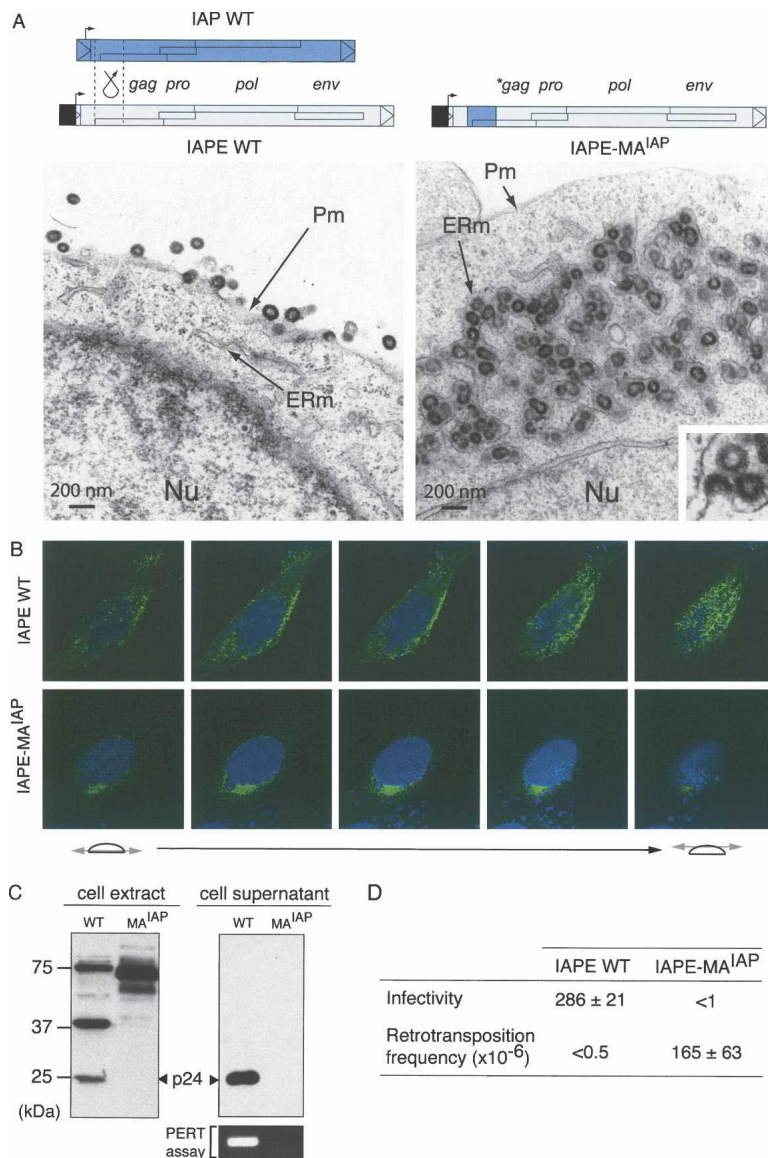 A
IAP WT
gag pro pol env
*gag pro pol env
IAPE WT
IAPE-MA^IAP
Pm
ERm
Nu
200 nm
Pm
ERm
Nu
200 nm
B
IAPE WT
IAPE-MA^IAP
C
cell extract cell supernatant
WT MA^IAP WT MA^IAP
75
37
25
p24
(kDa)
PERT
assay
D
IAPE WT IAPE-MA^IAP
Infectivity 286 ± 21 <1
Retrotransposition
frequency (x10^-6) <0.5 165 ± 63